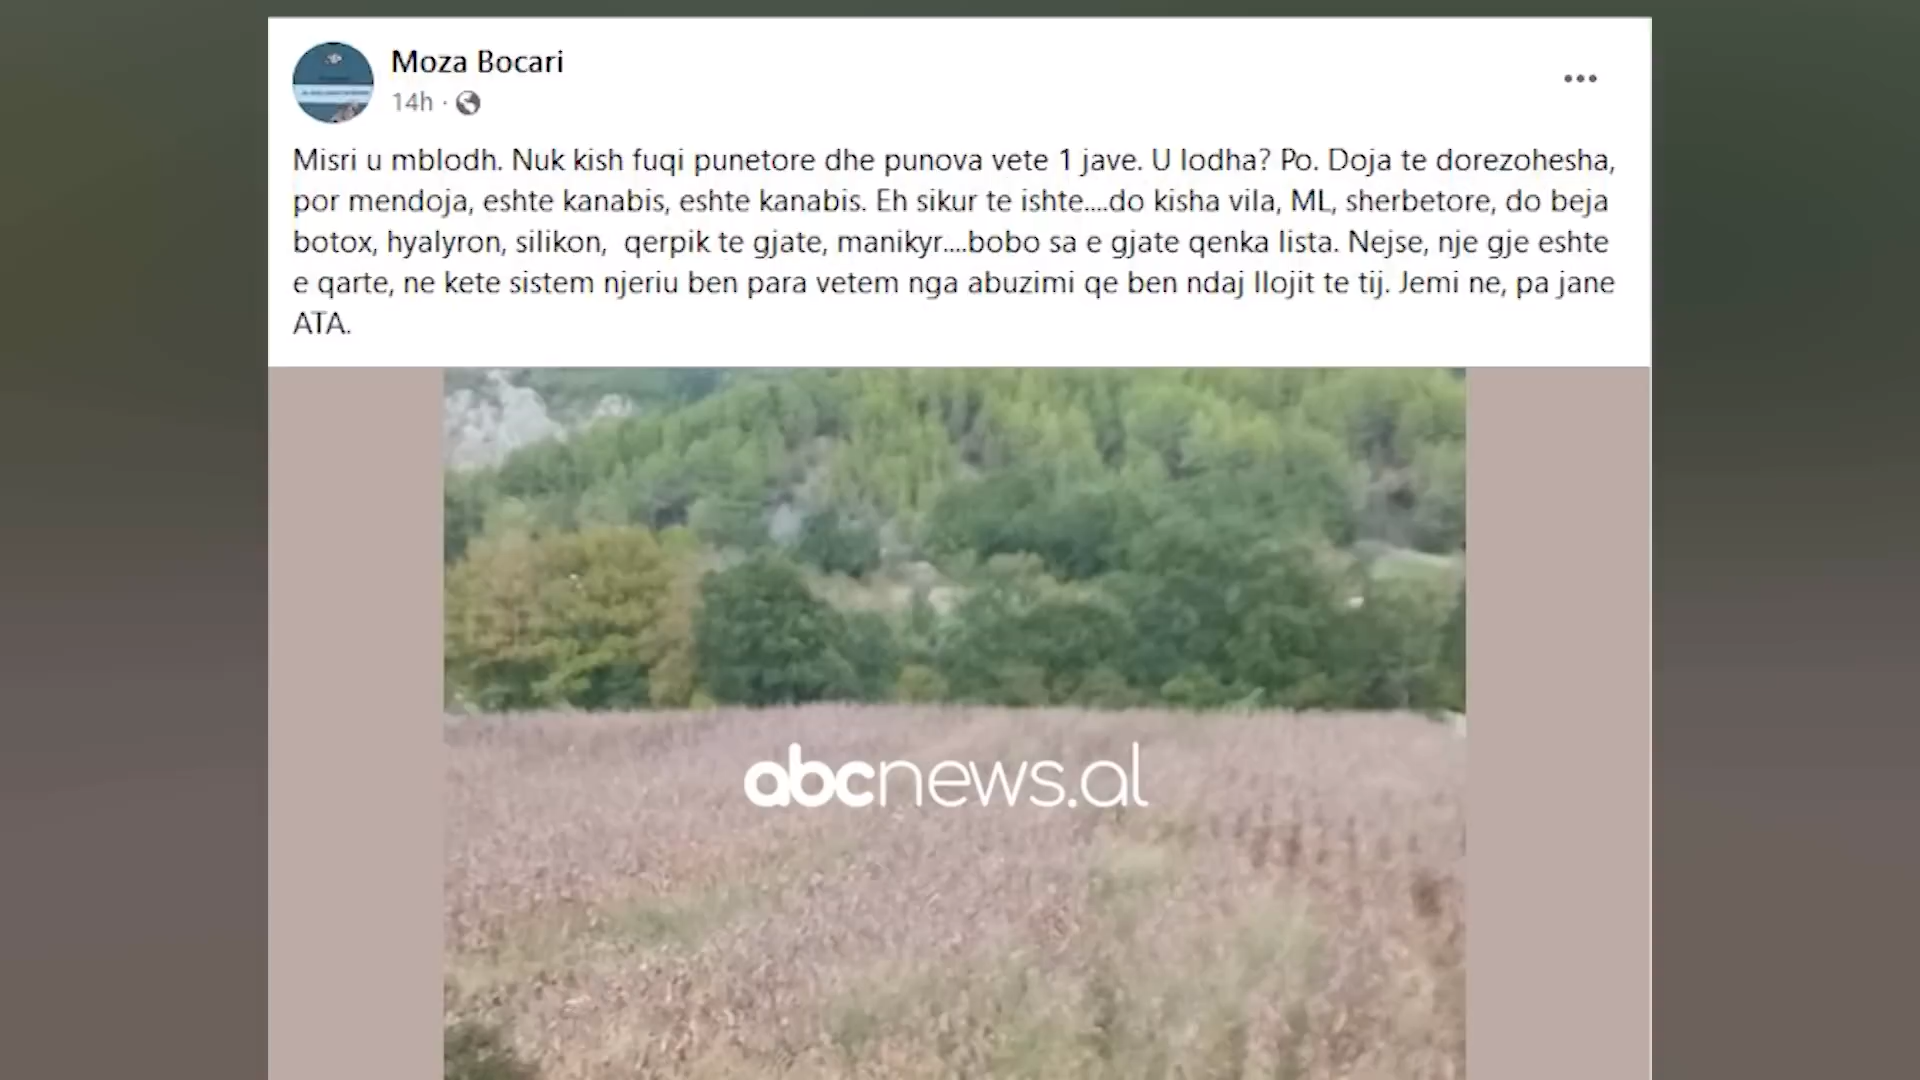 Moza Bocari
14h ·
Misri u mblodh. Nuk kish fuqi punetore dhe punova vete 1 jave. U lodha? Po. Doja te dorezohesha,
por mendoja, eshte kanabis, eshte kanabis. Eh sikur te ishte....do kisha vila, ML, sherbetore, do beja
botox, hyalyron, silikon,  qerpik te gjate, manikyr....bobo sa e gjate qenka lista. Nejse, nje gje eshte
e qarte, ne kete sistem njeriu ben para vetem nga abuzimi qe ben ndaj llojit te tij. Jemi ne, pa jane
ATA.
abcnews.al